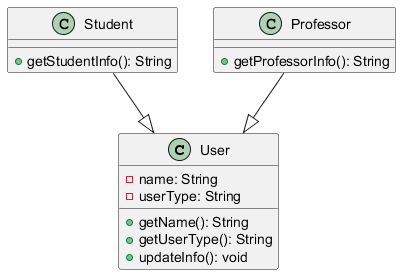 C Student
getStudentInfo(): String
C Professor
getProfessorInfo(): String
C User
name: String
userType: String
getName(): String
getUserType(): String
updateInfo(): void